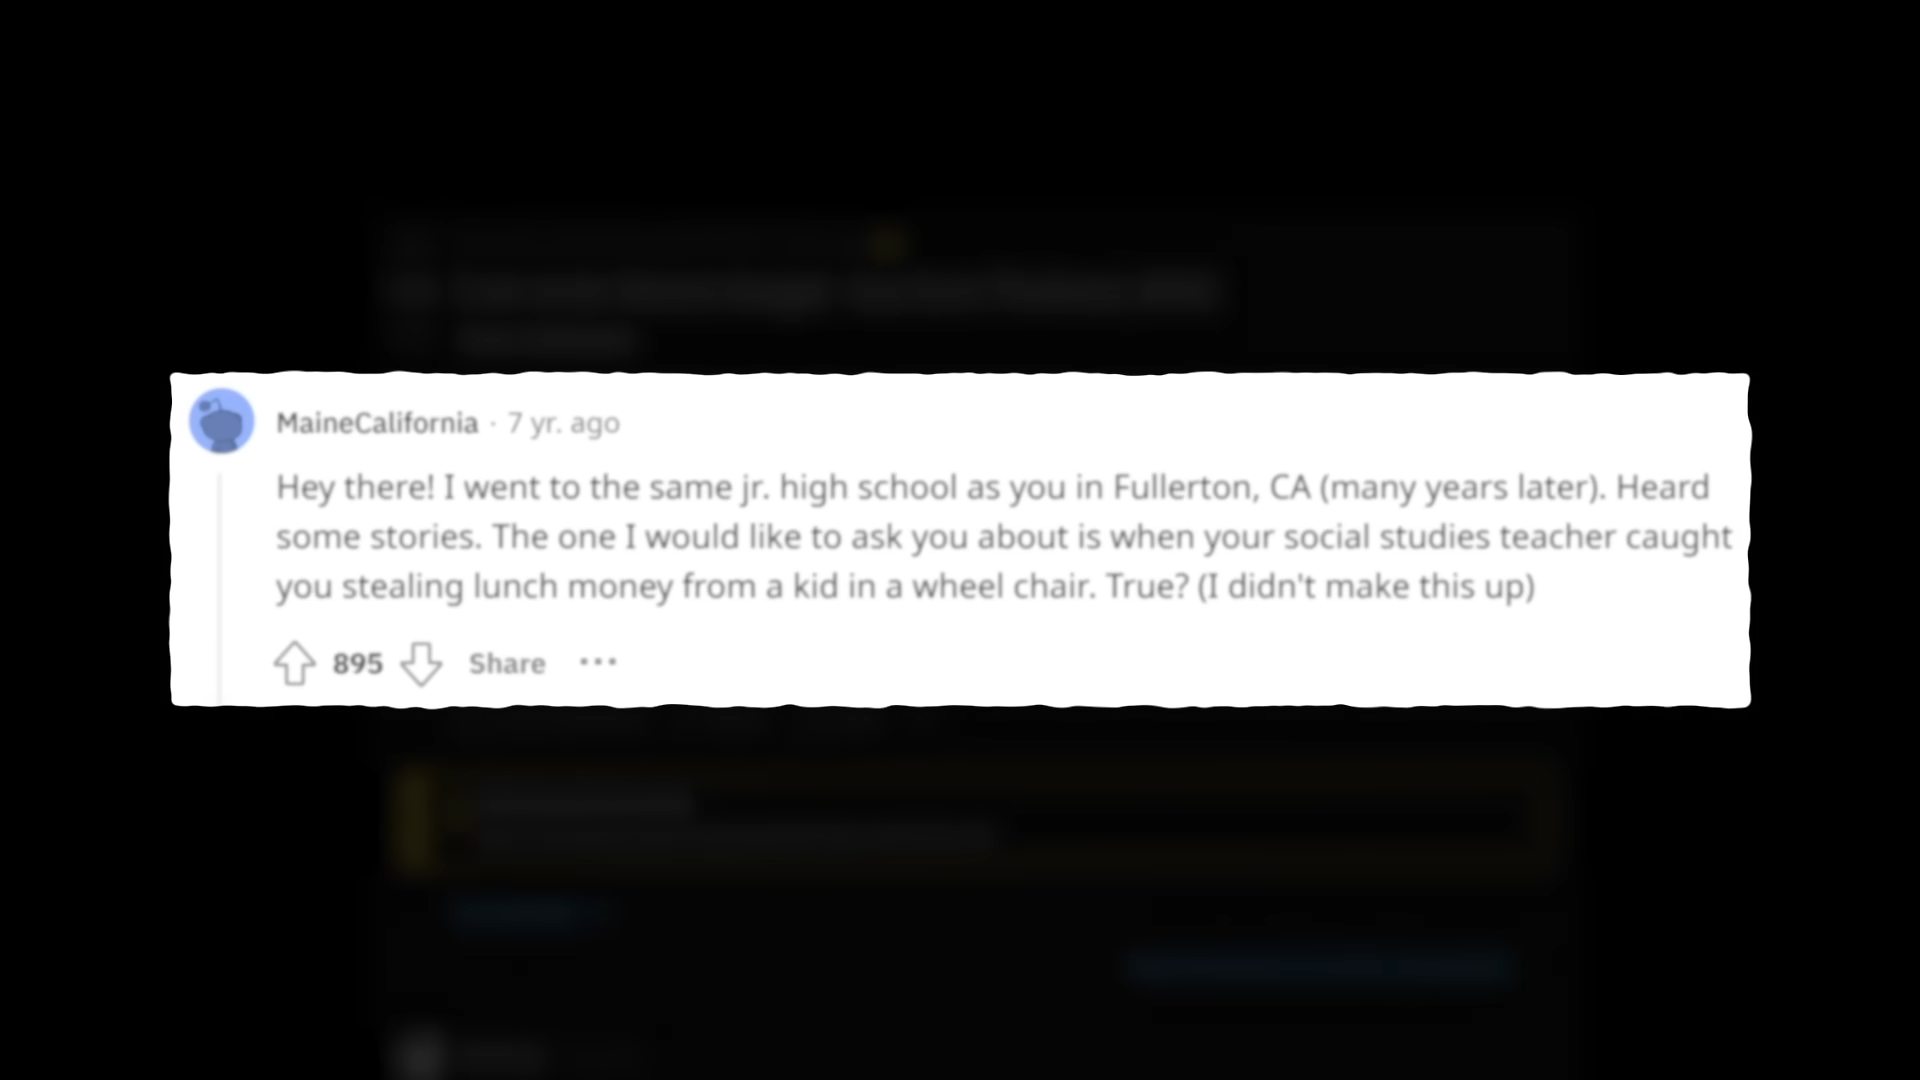 MaineCalifornia · 7 yr. ago
Hey there! I went to the same jr. high school as you in Fullerton, CA (many years later). Heard
some stories. The one I would like to ask you about is when your social studies teacher caught
you stealing lunch money from a kid in a wheel chair. True? (I didn't make this up)
895 Share ···